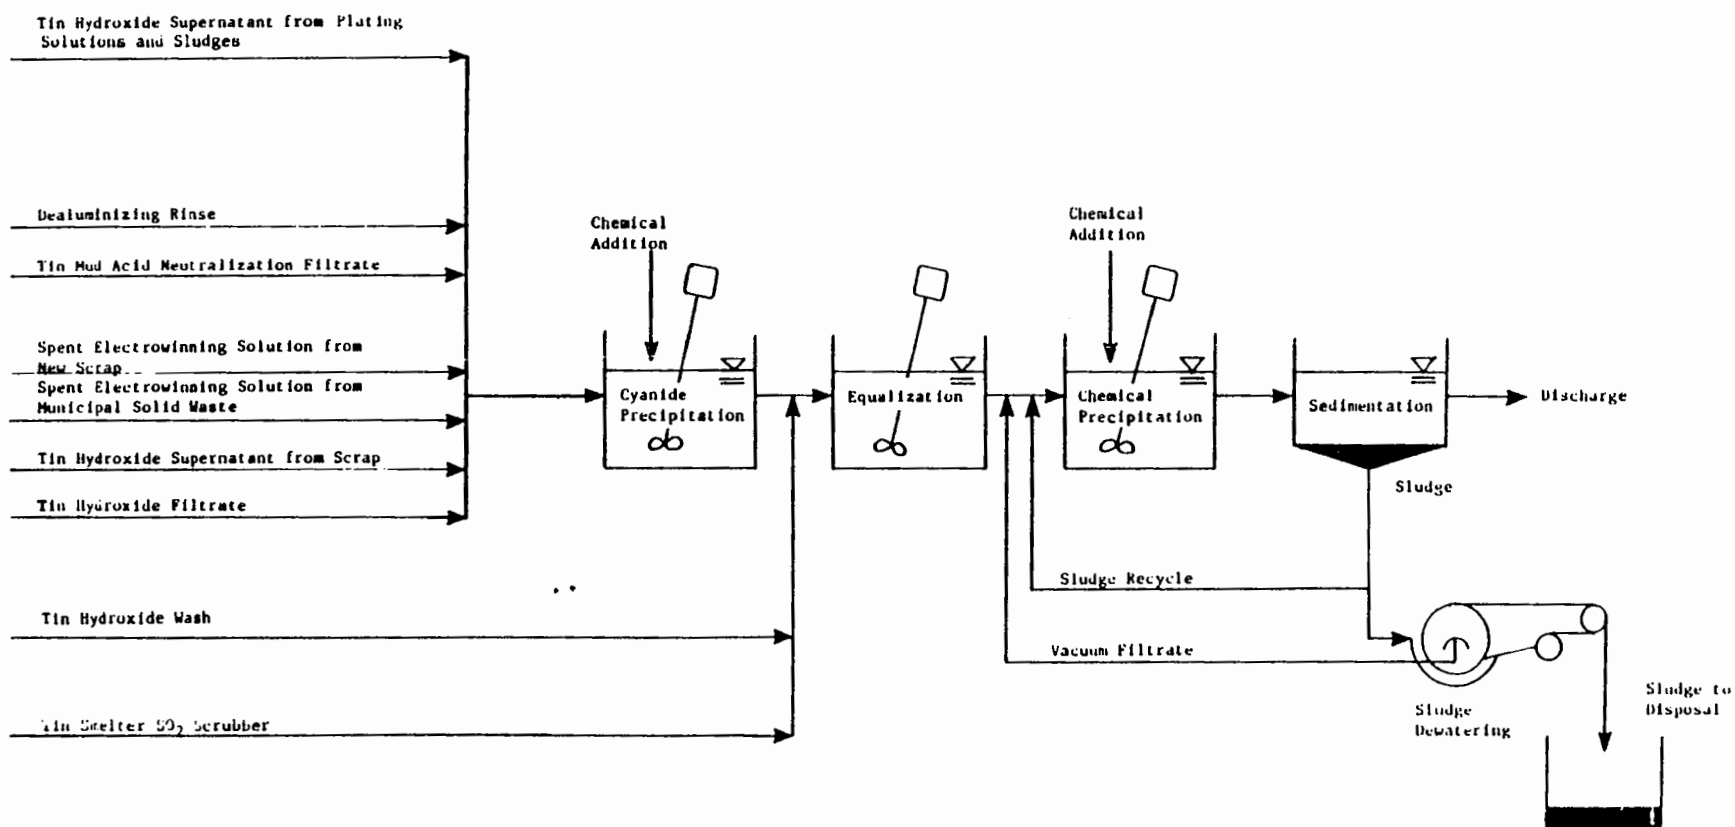 Tin Hydroxide Supernatant from Plating
Solutions and Sludges
Dealuminizing Rinse
Tin Mud Acid Neutralization Filtrate
Spent Electrowinning Solution from
New Scrap
Spent Electrowinning Solution from
Municipal Solid Waste
Tin Hydroxide Supernatant from Scrap
Tin Hydroxide Filtrate
Tin Hydroxide Wash
Tin Smelter SO2 Scrubber
Chemical
Addition
Cyanide
Precipitation
Equalization
Chemical
Addition
Chemical
Precipitation
Sedimentation
Discharge
Sludge
Sludge Recycle
Vacuum Filtrate
Sludge
Dewatering
Sludge to
Disposal